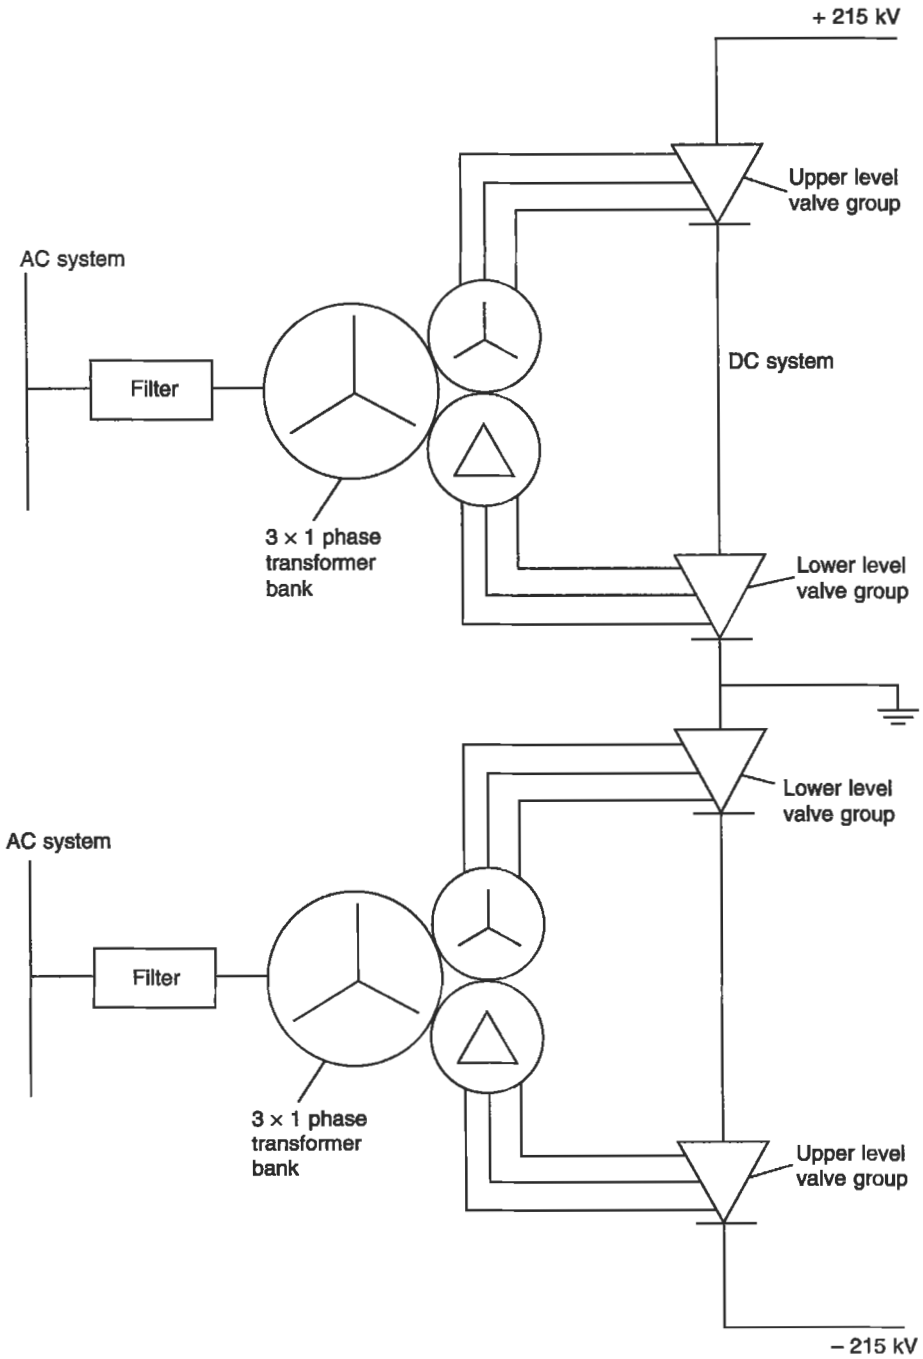 + 215 kV
Upper level
valve group
AC system
DC system
Filter
3 × 1 phase
transformer
bank
Lower level
valve group
Lower level
valve group
AC system
Filter
3 × 1 phase
transformer
bank
Upper level
valve group
– 215 kV